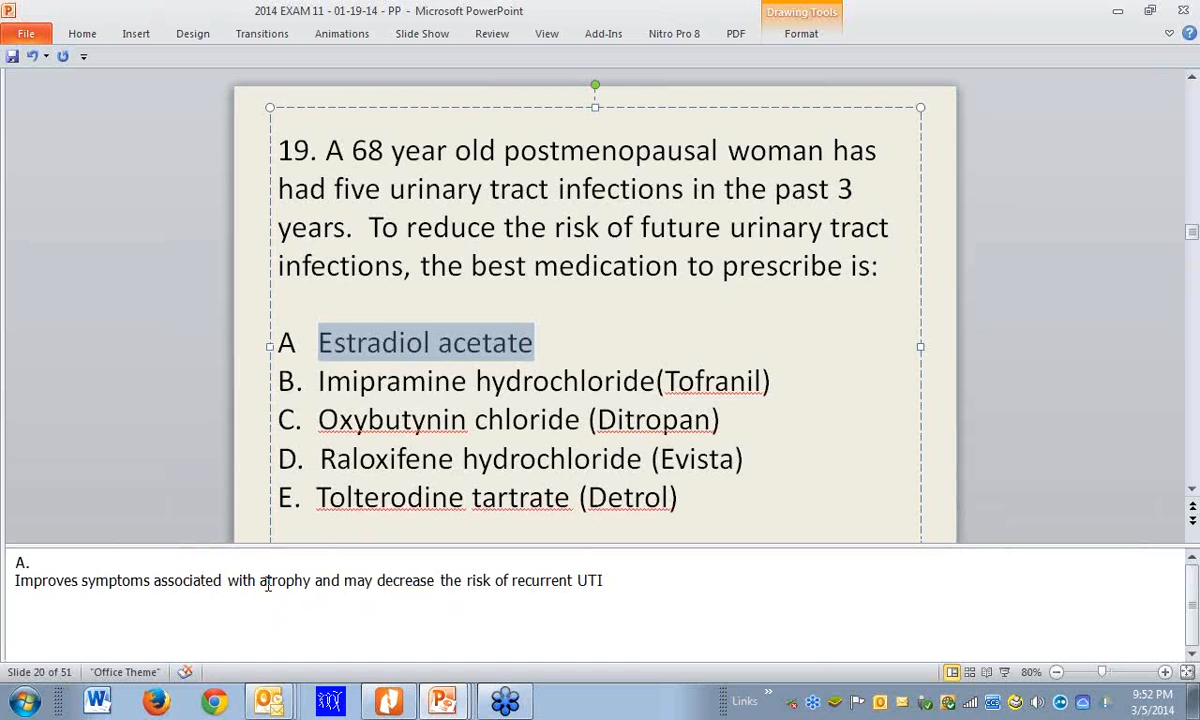 2014 EXAM 11 - 01-19-14 - PP - Microsoft PowerPoint
Drawing Tools
File Home Insert Design Transitions Animations Slide Show Review View Add-Ins Nitro Pro 8 PDF Format
19. A 68 year old postmenopausal woman has
had five urinary tract infections in the past 3
years. To reduce the risk of future urinary tract
infections, the best medication to prescribe is:
A Estradiol acetate
B. Imipramine hydrochloride(Tofranil)
C. Oxybutynin chloride (Ditropan)
D. Raloxifene hydrochloride (Evista)
E. Tolterodine tartrate (Detrol)
A.
Improves symptoms associated with atrophy and may decrease the risk of recurrent UTI
Slide 20 of 51 "Office Theme" 80%
Links
9:52 PM
3/5/2014